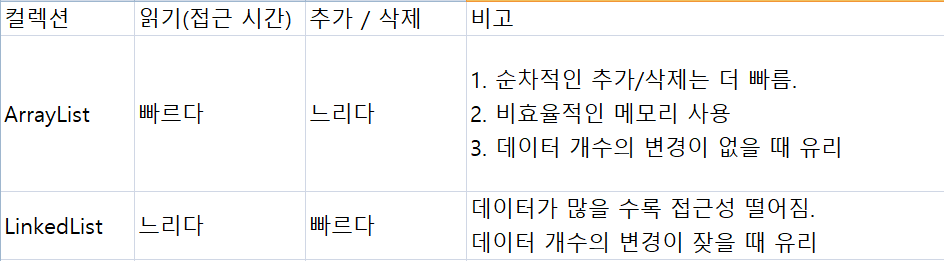 컬렉션 읽기(접근 시간) 추가 / 삭제 비고
ArrayList 빠르다 느리다
1. 순차적인 추가/삭제는 더 빠름.
2. 비효율적인 메모리 사용
3. 데이터 개수의 변경이 없을 때 유리
LinkedList 느리다 빠르다
데이터가 많을 수록 접근성 떨어짐.
데이터 개수의 변경이 잦을 때 유리